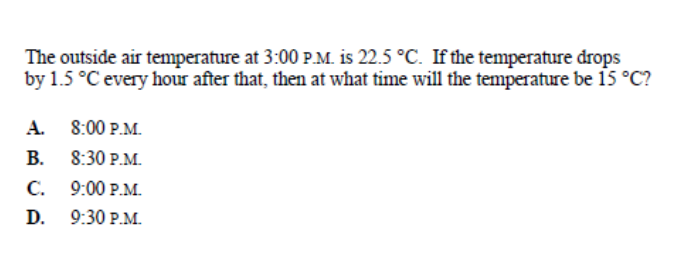 The outside air temperature at 3:00 P.M. is 22.5 °C. If the temperature drops
by 1.5 °C every hour after that, then at what time will the temperature be 15 °C?
A. 8:00 P.M.
B. 8:30 P.M.
C. 9:00 P.M.
D. 9:30 P.M.